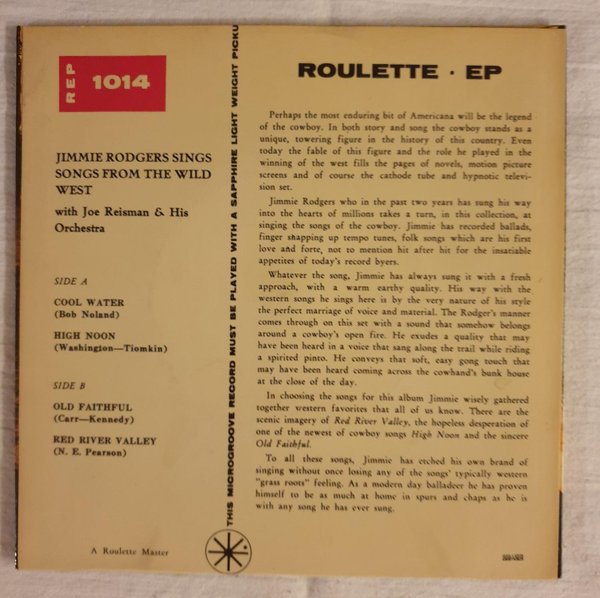 REP 1014
JIMMIE RODGERS SINGS
SONGS FROM THE WILD
WEST
with Joe Reisman & His
Orchestra
SIDE A
COOL WATER
(Bob Noland)
HIGH NOON
(Washington—Tiomkin)
SIDE B
OLD FAITHFUL
(Carr—Kennedy)
RED RIVER VALLEY
(N. E. Pearson)
A Roulette Master
THIS MICROGROOVE RECORD MUST BE PLAYED WITH A SAPPHIRE LIGHT WEIGHT PICKU
ROULETTE · EP
Perhaps the most enduring bit of Americana will be the legend
of the cowboy. In both story and song the cowboy stands as a
unique, towering figure in the history of this country. Even
today the fable of this figure and the role he played in the
winning of the west fills the pages of novels, motion picture
screens and of course the cathode tube and hypnotic televi-
sion set.
Jimmie Rodgers who in the past two years has sung his way
into the hearts of millions takes a turn, in this collection, at
singing the songs of the cowboy. Jimmie has recorded ballads,
finger shapping up tempo tunes, folk songs which are his first
love and forte, not to mention hit after hit for the insatiable
appetites of today's record byers.
Whatever the song, Jimmie has always sung it with a fresh
approach, with a warm earthy quality. His way with the
western songs he sings here is by the very nature of his style
the perfect marriage of voice and material. The Rodger's manner
comes through on this set with a sound that somehow belongs
around a cowboy's open fire. He exudes a quality that may
have been heard in a voice that sang along the trail while riding
a spirited pinto. He conveys that soft, easy gong touch that
may have been heard coming across the cowhand's bunk house
at the close of the day.
In choosing the songs for this album Jimmie wisely gathered
together western favorites that all of us know. There are the
scenic imagery of Red River Valley, the hopeless desperation of
one of the newest of cowboy songs High Noon and the sincere
Old Faithful.
To all these songs, Jimmie has etched his own brand of
singing without once losing any of the songs' typically western
"grass roots" feeling. As a modern day balladeer he has proven
himself to be as much at home in spurs and chaps as he is
with any song he has ever sung.